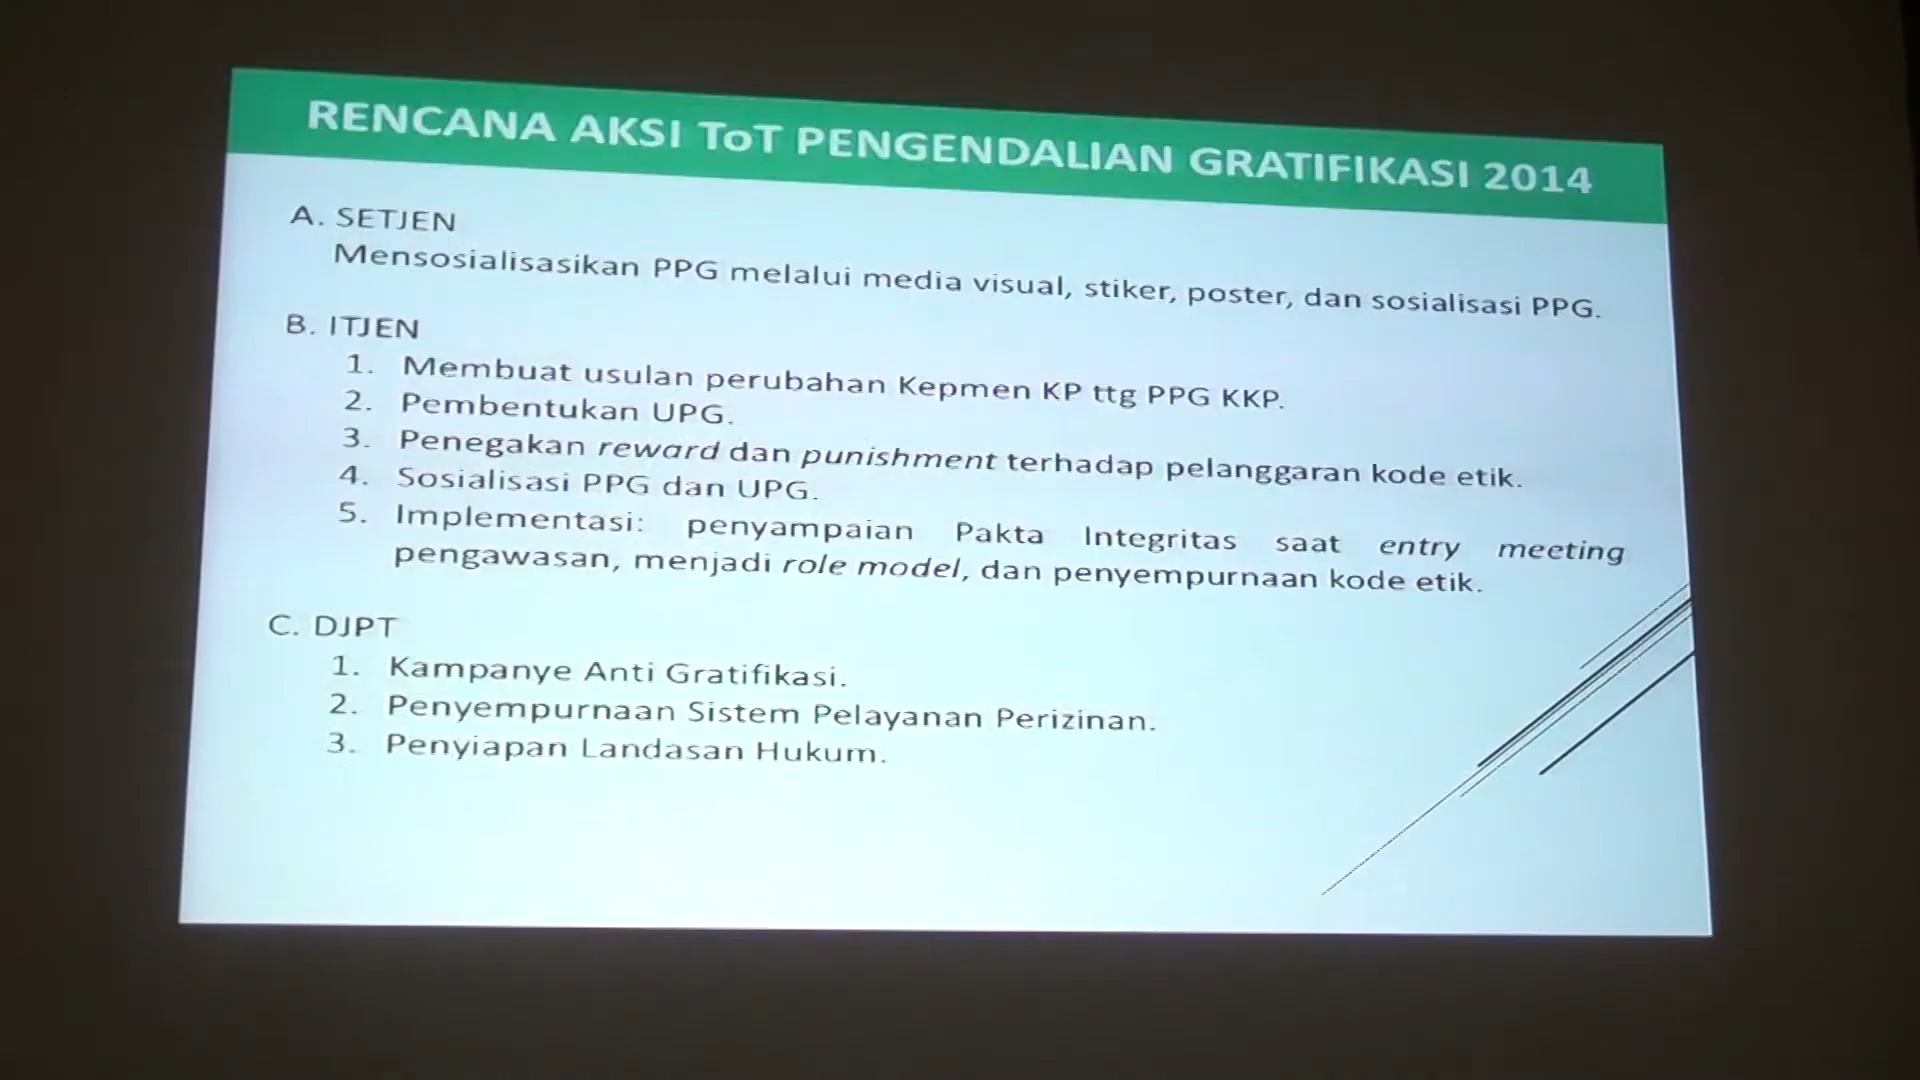 RENCANA AKSI ToT PENGENDALIAN GRATIFIKASI 2014
A. SETJEN
Mensosialisasikan PPG melalui media visual, stiker, poster, dan sosialisasi PPG.
B. ITJEN
1. Membuat usulan perubahan Kepmen KP ttg PPG KKP.
2. Pembentukan UPG.
3. Penegakan reward dan punishment terhadap pelanggaran kode etik.
4. Sosialisasi PPG dan UPG.
5. Implementasi: penyampaian Pakta Integritas saat entry meeting
pengawasan, menjadi role model, dan penyempurnaan kode etik.
C. DJPT
1. Kampanye Anti Gratifikasi.
2. Penyempurnaan Sistem Pelayanan Perizinan.
3. Penyiapan Landasan Hukum.